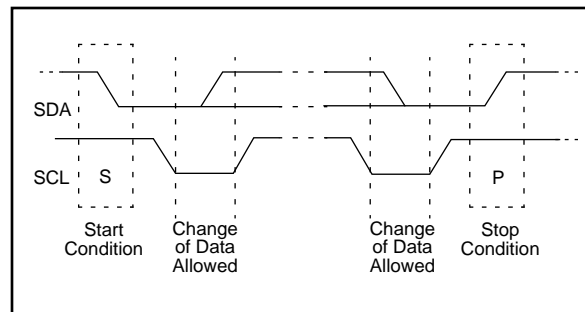 SDA
SCL
S
P
Start
Condition
Change
of Data
Allowed
Change
of Data
Allowed
Stop
Condition